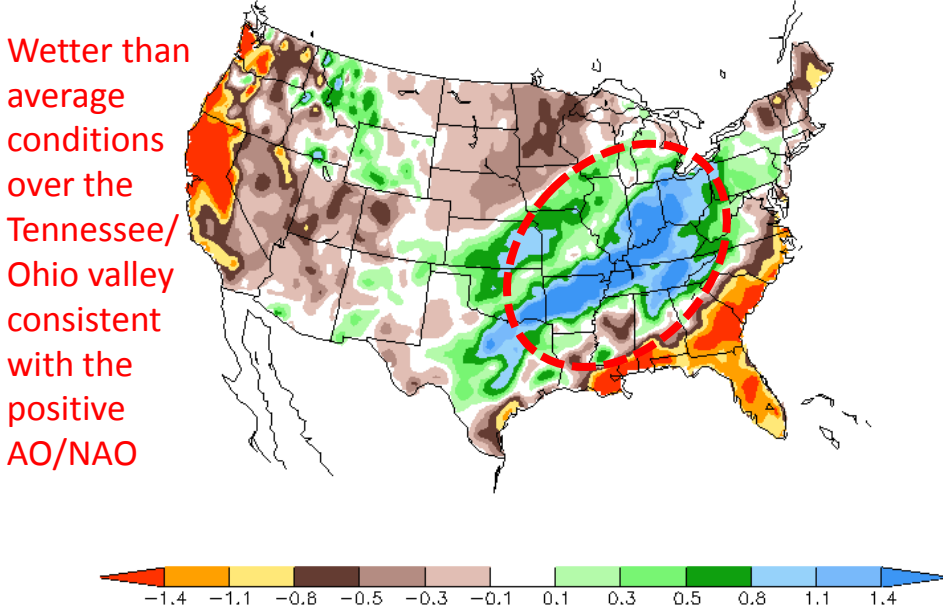 Wetter than
average
conditions
over the
Tennessee/
Ohio valley
consistent
with the
positive
AO/NAO
−1.4 −1.1 −0.8 −0.5 −0.3 −0.1 0.1 0.3 0.5 0.8 1.1 1.4